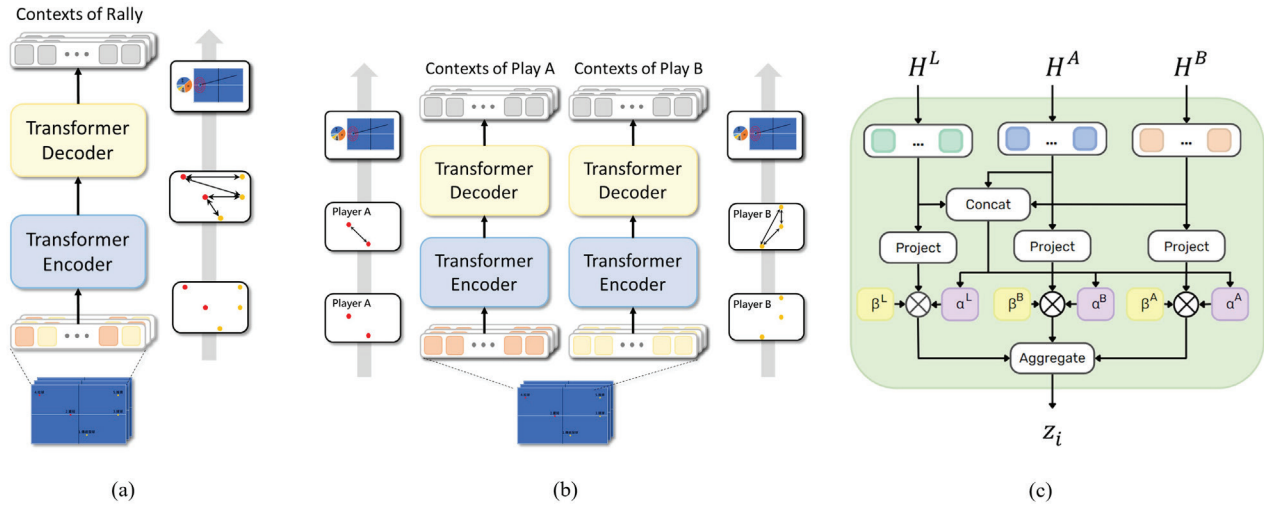 Contexts of Rally
Transformer
Decoder
Transformer
Encoder
(a)
Contexts of Play A
Contexts of Play B
Transformer
Decoder
Transformer
Decoder
Player A
Player B
Transformer
Encoder
Transformer
Encoder
Player A
Player B
(b)
H^L
H^A
H^B
...
...
...
Concat
Project
Project
Project
β^L
α^L
β^B
α^B
β^A
α^A
Aggregate
z_i
(c)